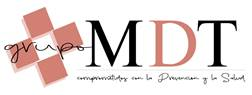 grupo MDT
comprometidos con la Prevención y la Salud